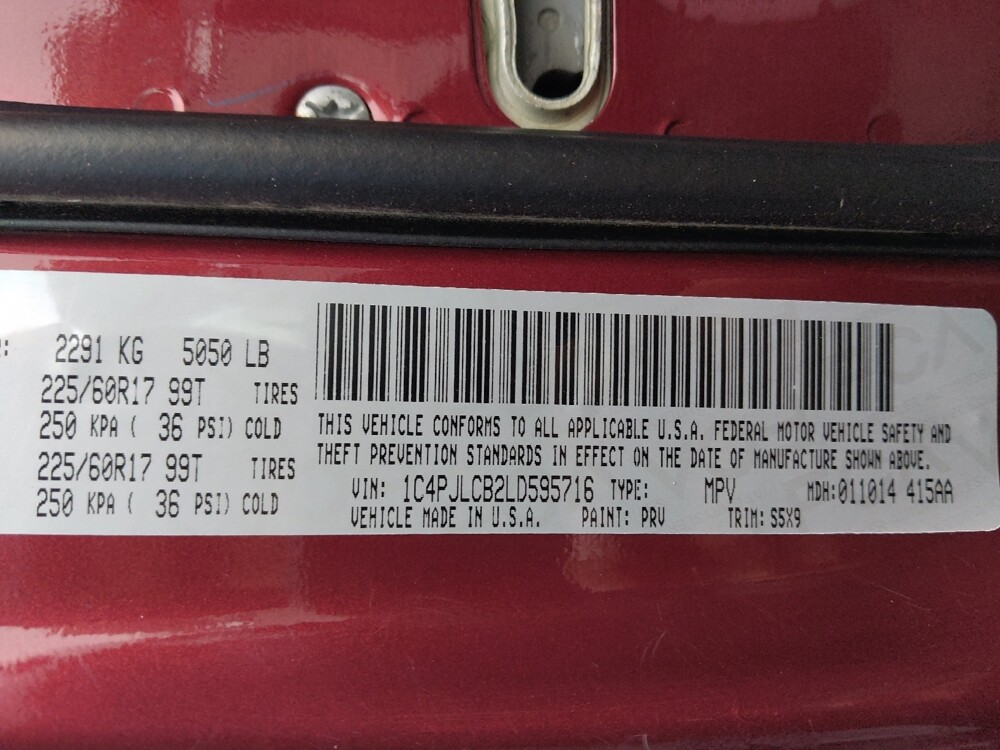 2291 KG 5050 LB
225/60R17 99T TIRES
250 KPA ( 36 PSI) COLD
225/60R17 99T TIRES
250 KPA ( 36 PSI) COLD
THIS VEHICLE CONFORMS TO ALL APPLICABLE U.S.A. FEDERAL MOTOR VEHICLE SAFETY AND
THEFT PREVENTION STANDARDS IN EFFECT ON THE DATE OF MANUFACTURE SHOWN ABOVE.
VIN: 1C4PJLCB2LD595716 TYPE: MPV MDH:011014 415AA
VEHICLE MADE IN U.S.A. PAINT: PRV TRIM: S5X9